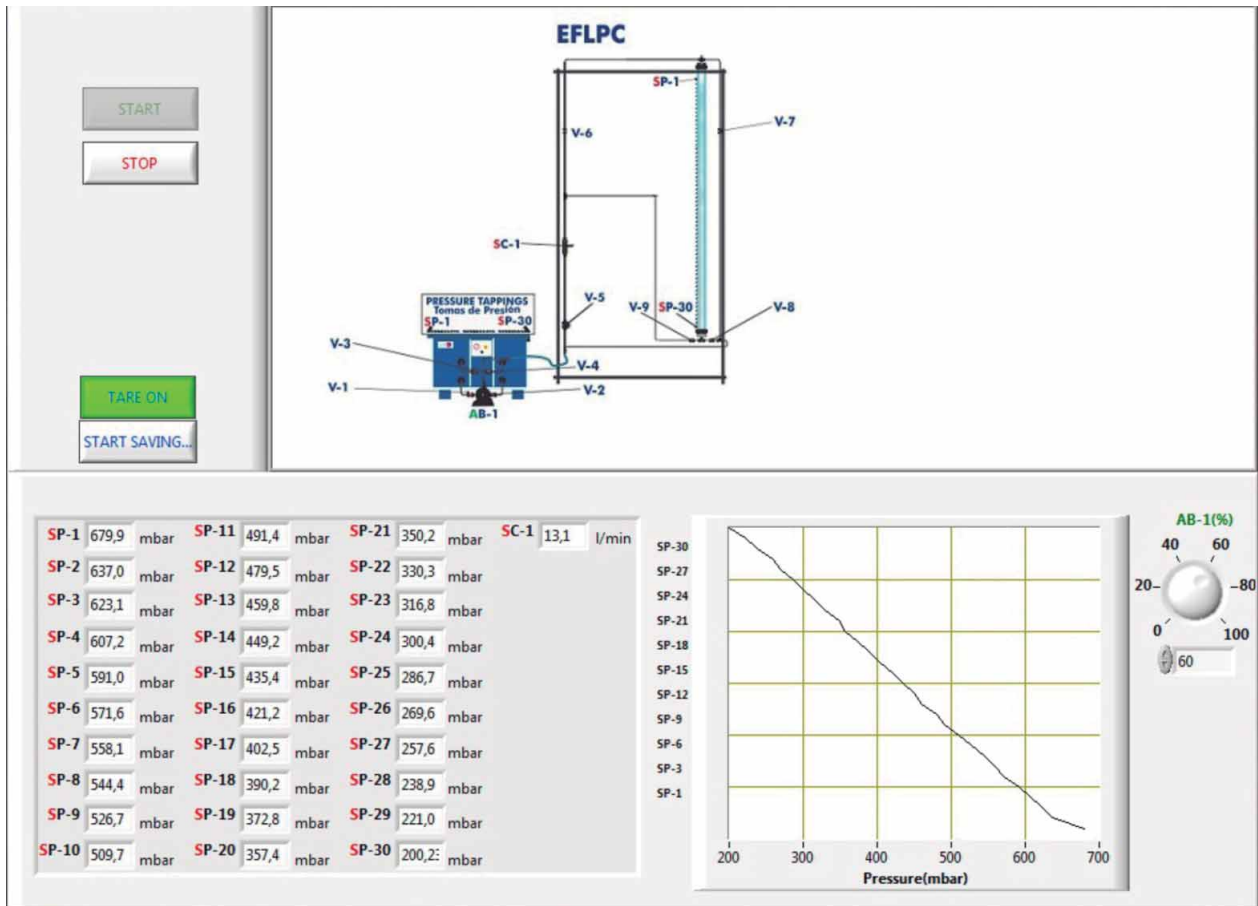 EFLPC
START
STOP
SP-1
V-6
V-7
SC-1
PRESSURE TAPPINGS
Tomas de Presión
SP-1 SP-30
V-5
V-9
SP-30
V-8
V-3
V-4
V-1
V-2
AB-1
TARE ON
START SAVING...
SP-1 679,9 mbar SP-11 491,4 mbar SP-21 350,2 mbar SC-1 13,1 l/min
SP-2 637,0 mbar SP-12 479,5 mbar SP-22 330,3 mbar
SP-3 623,1 mbar SP-13 459,8 mbar SP-23 316,8 mbar
SP-4 607,2 mbar SP-14 449,2 mbar SP-24 300,4 mbar
SP-5 591,0 mbar SP-15 435,4 mbar SP-25 286,7 mbar
SP-6 571,6 mbar SP-16 421,2 mbar SP-26 269,6 mbar
SP-7 558,1 mbar SP-17 402,5 mbar SP-27 257,6 mbar
SP-8 544,4 mbar SP-18 390,2 mbar SP-28 238,9 mbar
SP-9 526,7 mbar SP-19 372,8 mbar SP-29 221,0 mbar
SP-10 509,7 mbar SP-20 357,4 mbar SP-30 200,2 mbar
SP-30
SP-27
SP-24
SP-21
SP-18
SP-15
SP-12
SP-9
SP-6
SP-3
SP-1
200 300 400 500 600 700
Pressure(mbar)
AB-1(%)
40 60
20 80
0 100
60